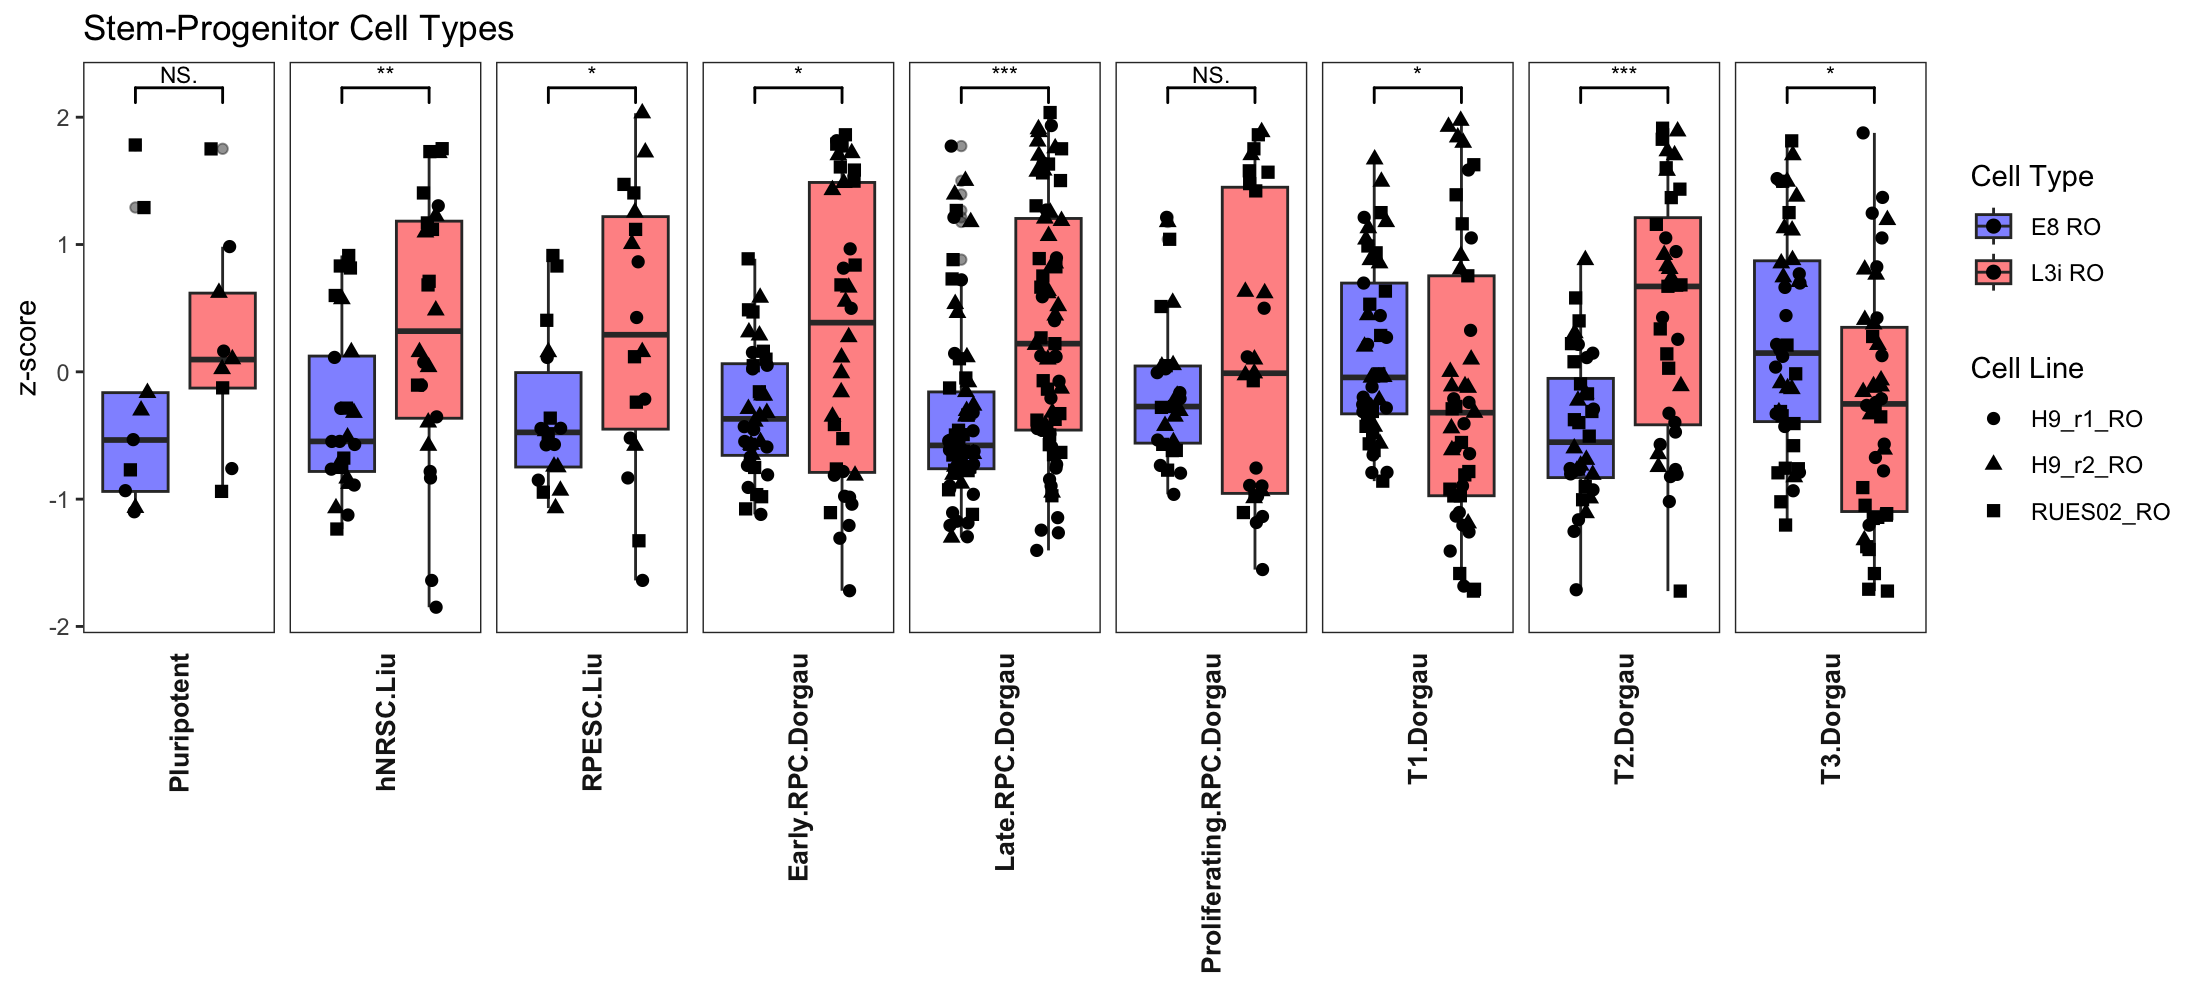 Stem-Progenitor Cell Types
NS.
**
*
*
***
NS.
*
***
*
z-score
2
1
0
-1
-2
Pluripotent
hNRSC.Liu
RPESC.Liu
Early.RPC.Dorgau
Late.RPC.Dorgau
Proliferating.RPC.Dorgau
T1.Dorgau
T2.Dorgau
T3.Dorgau
Cell Type
E8 RO
L3i RO
Cell Line
H9_r1_RO
H9_r2_RO
RUES02_RO